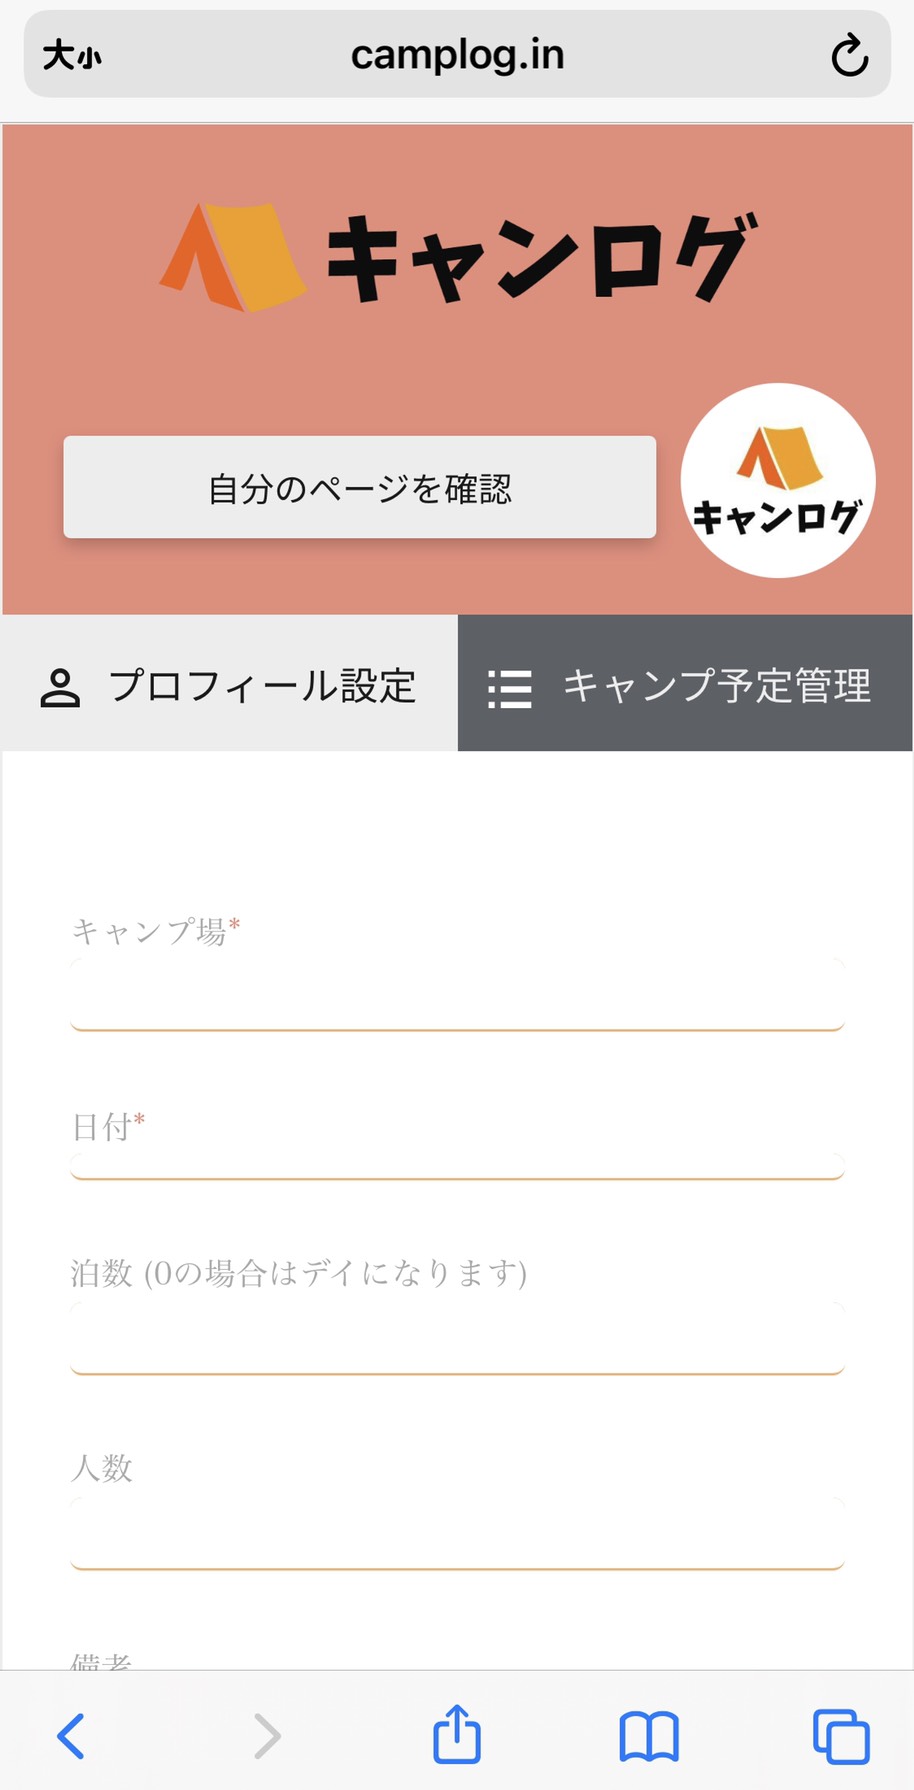 大小
camplog.in
キャンログ
自分のページを確認
キャンログ
プロフィール設定
キャンプ予定管理
キャンプ場*
日付*
泊数 (0の場合はデイになります)
人数
備考